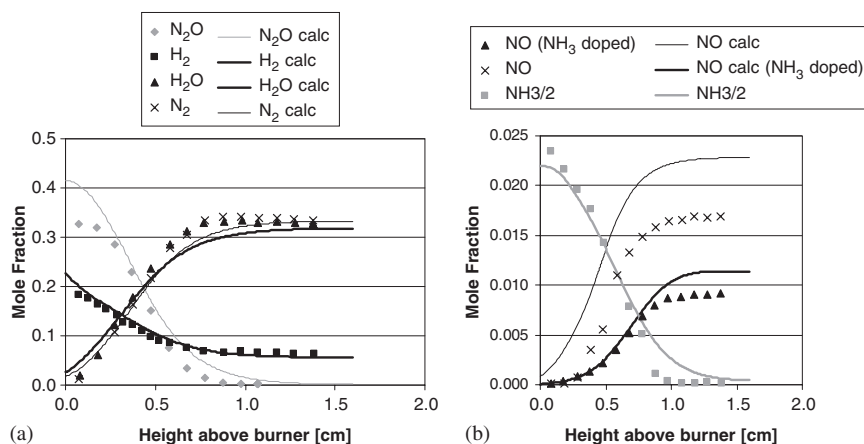 N₂O
H₂
H₂O
N₂
N₂O calc
H₂ calc
H₂O calc
N₂ calc
Mole Fraction
0.5
0.4
0.3
0.2
0.1
0.0
0.0 0.5 1.0 1.5 2.0
(a)
Height above burner [cm]
NO (NH₃ doped)
NO
NH3/2
NO calc
NO calc (NH₃ doped)
NH3/2
Mole Fraction
0.025
0.020
0.015
0.010
0.005
0.000
0.0 0.5 1.0 1.5 2.0
(b)
Height above burner [cm]